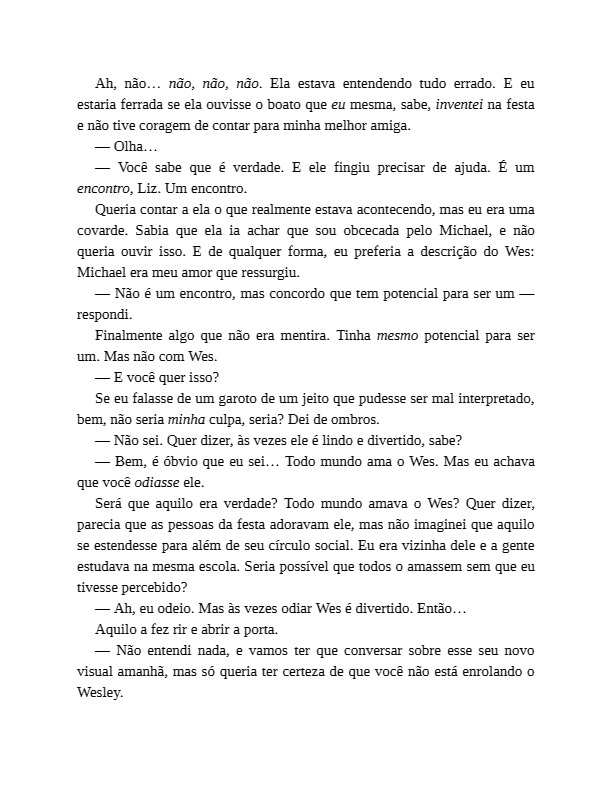 Ah, não… não, não, não. Ela estava entendendo tudo errado. E eu
estaria ferrada se ela ouvisse o boato que eu mesma, sabe, inventei na festa
e não tive coragem de contar para minha melhor amiga.
— Olha…
— Você sabe que é verdade. E ele fingiu precisar de ajuda. É um
encontro, Liz. Um encontro.
Queria contar a ela o que realmente estava acontecendo, mas eu era uma
covarde. Sabia que ela ia achar que sou obcecada pelo Michael, e não
queria ouvir isso. E de qualquer forma, eu preferia a descrição do Wes:
Michael era meu amor que ressurgiu.
— Não é um encontro, mas concordo que tem potencial para ser um —
respondi.
Finalmente algo que não era mentira. Tinha mesmo potencial para ser
um. Mas não com Wes.
— E você quer isso?
Se eu falasse de um garoto de um jeito que pudesse ser mal interpretado,
bem, não seria minha culpa, seria? Dei de ombros.
— Não sei. Quer dizer, às vezes ele é lindo e divertido, sabe?
— Bem, é óbvio que eu sei… Todo mundo ama o Wes. Mas eu achava
que você odiasse ele.
Será que aquilo era verdade? Todo mundo amava o Wes? Quer dizer,
parecia que as pessoas da festa adoravam ele, mas não imaginei que aquilo
se estendesse para além de seu círculo social. Eu era vizinha dele e a gente
estudava na mesma escola. Seria possível que todos o amassem sem que eu
tivesse percebido?
— Ah, eu odeio. Mas às vezes odiar Wes é divertido. Então…
Aquilo a fez rir e abrir a porta.
— Não entendi nada, e vamos ter que conversar sobre esse seu novo
visual amanhã, mas só queria ter certeza de que você não está enrolando o
Wesley.